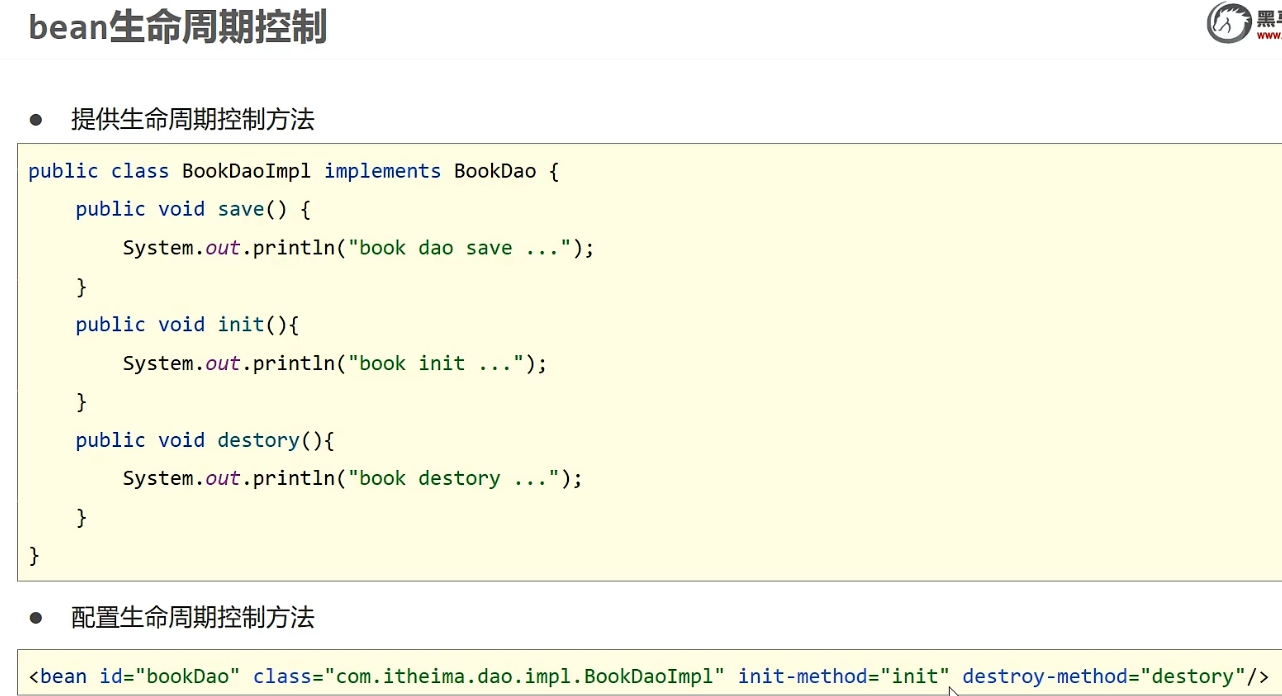 bean生命周期控制
黑
www.
● 提供生命周期控制方法
public class BookDaoImpl implements BookDao {
    public void save() {
        System.out.println("book dao save ...");
    }
    public void init(){
        System.out.println("book init ...");
    }
    public void destory(){
        System.out.println("book destory ...");
    }
}
● 配置生命周期控制方法
<bean id="bookDao" class="com.itheima.dao.impl.BookDaoImpl" init-method="init" destroy-method="destory"/>